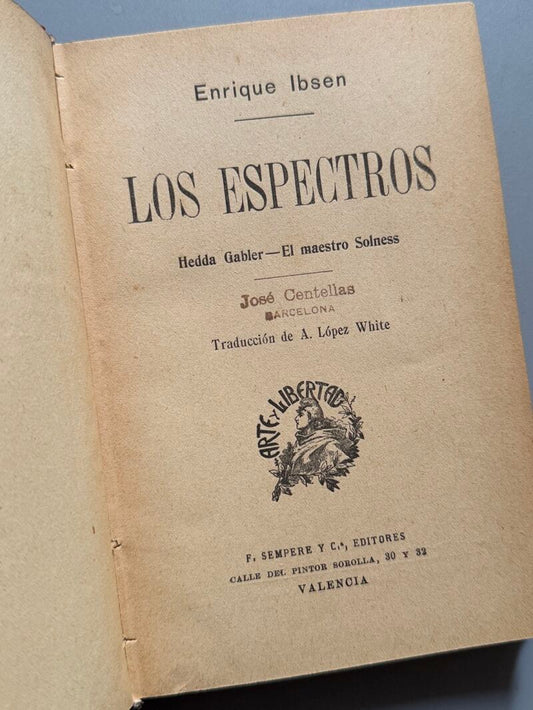 Enrique Ibsen
LOS ESPECTROS
Hedda Gabler—El maestro Solness
José Centellas
BARCELONA
Traducción de A. López White
ARTE Y LIBERTAD
F. SEMPERE Y C.ª, EDITORES
CALLE DEL PINTOR SOROLLA, 30 Y 32
VALENCIA